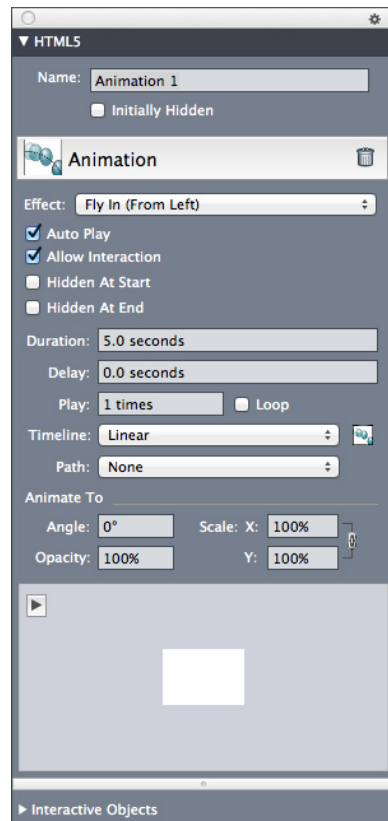 HTML5
Name: Animation 1
Initially Hidden
Animation
Effect: Fly In (From Left)
Auto Play
Allow Interaction
Hidden At Start
Hidden At End
Duration: 5.0 seconds
Delay: 0.0 seconds
Play: 1 times Loop
Timeline: Linear
Path: None
Animate To
Angle: 0° Scale: X: 100%
Opacity: 100% Y: 100%
Interactive Objects